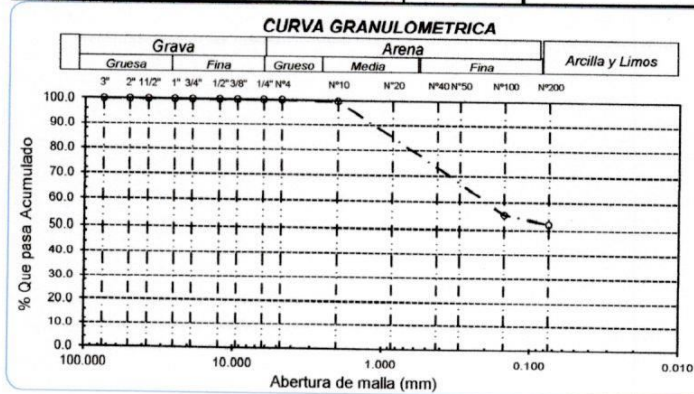 CURVA GRANULOMETRICA
Grava Arena Arcilla y Limos
Gruesa Fina Grueso Media Fina
3" 2" 11/2" 1" 3/4" 1/2" 3/8" 1/4" Nº4 Nº10 Nº20 Nº40 Nº50 Nº100 Nº200
% Que pasa Acumulado
100.0
90.0
80.0
70.0
60.0
50.0
40.0
30.0
20.0
10.0
0.0
100.000 10.000 1.000 0.100 0.010
Abertura de malla (mm)